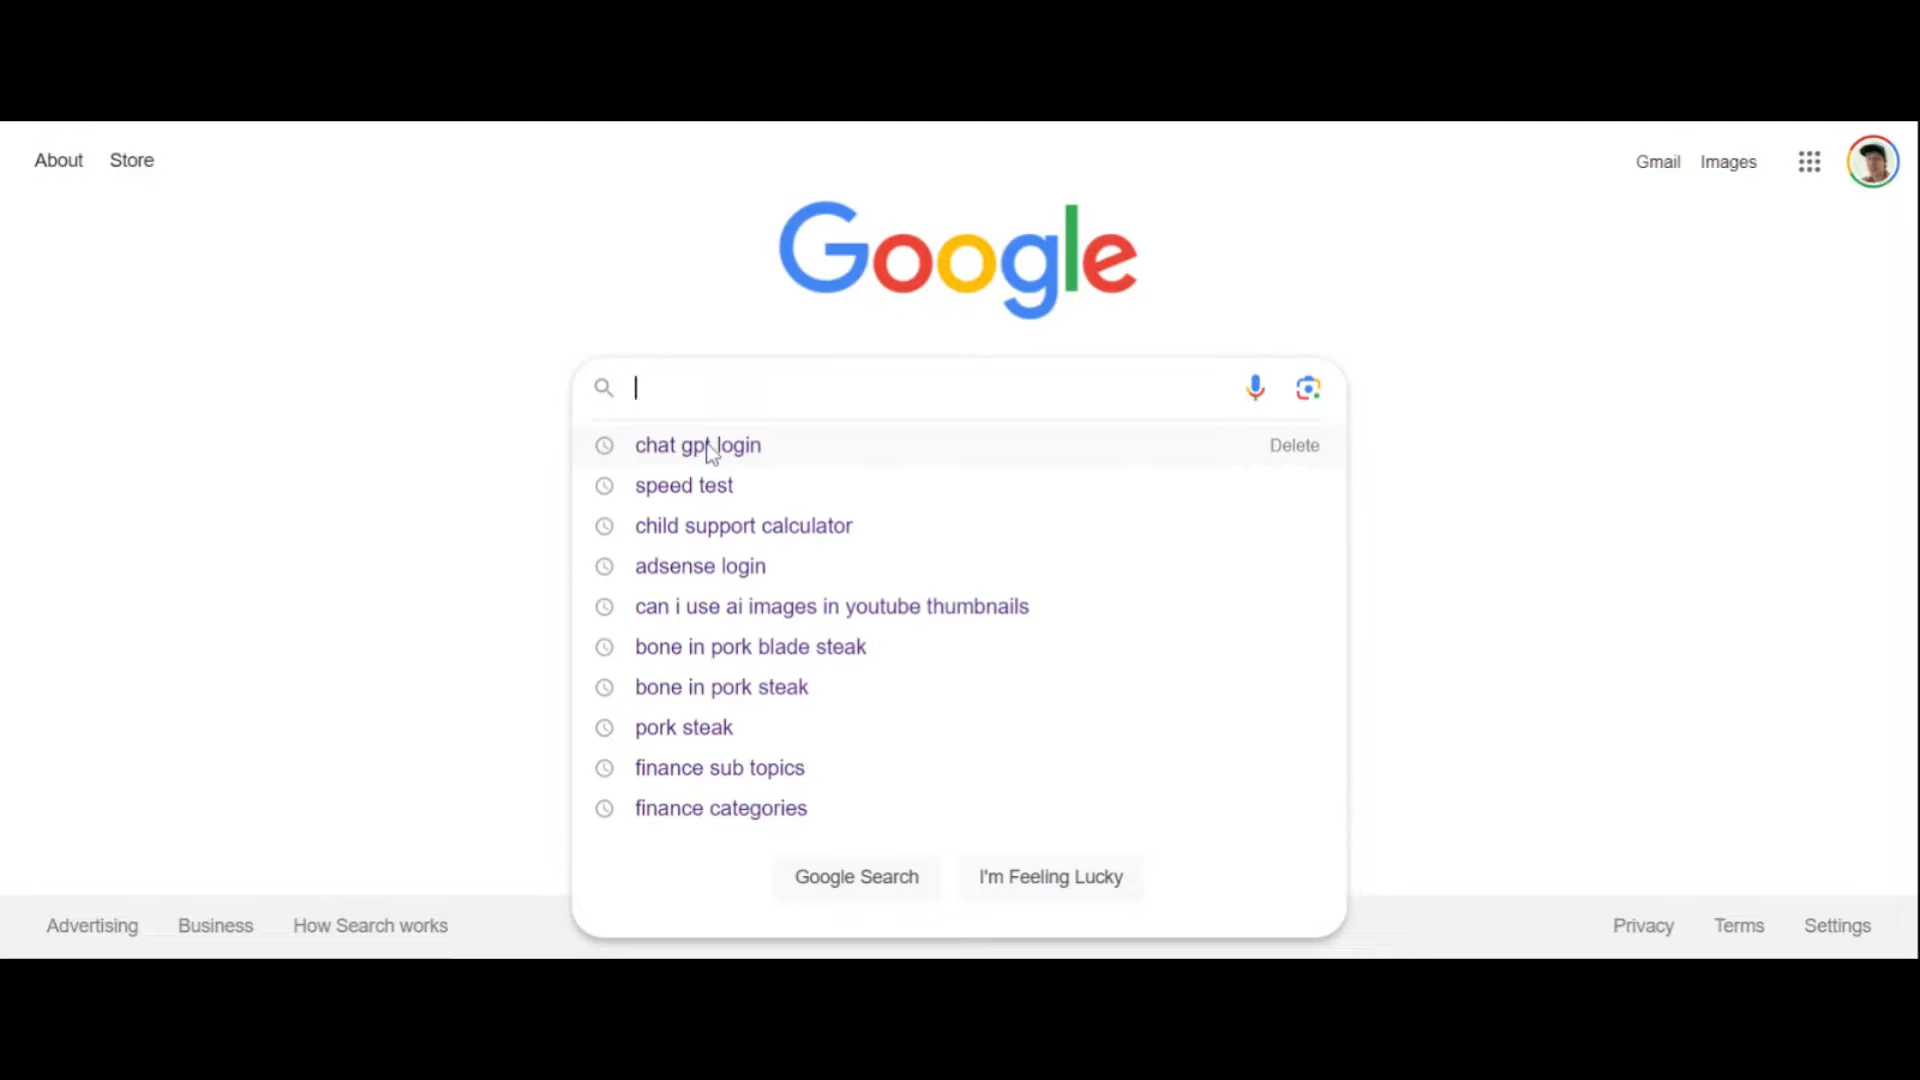 About
Store
Gmail
Images
Google
chat gpt login
Delete
speed test
child support calculator
adsense login
can i use ai images in youtube thumbnails
bone in pork blade steak
bone in pork steak
pork steak
finance sub topics
finance categories
Google Search
I'm Feeling Lucky
Advertising
Business
How Search works
Privacy
Terms
Settings